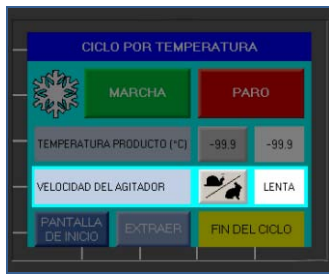 CICLO POR TEMPERATURA
MARCHA
PARO
TEMPERATURA PRODUCTO (°C)
-99.9
-99.9
VELOCIDAD DEL AGITADOR
LENTA
PANTALLA
DE INICIO
EXTRAER
FIN DEL CICLO